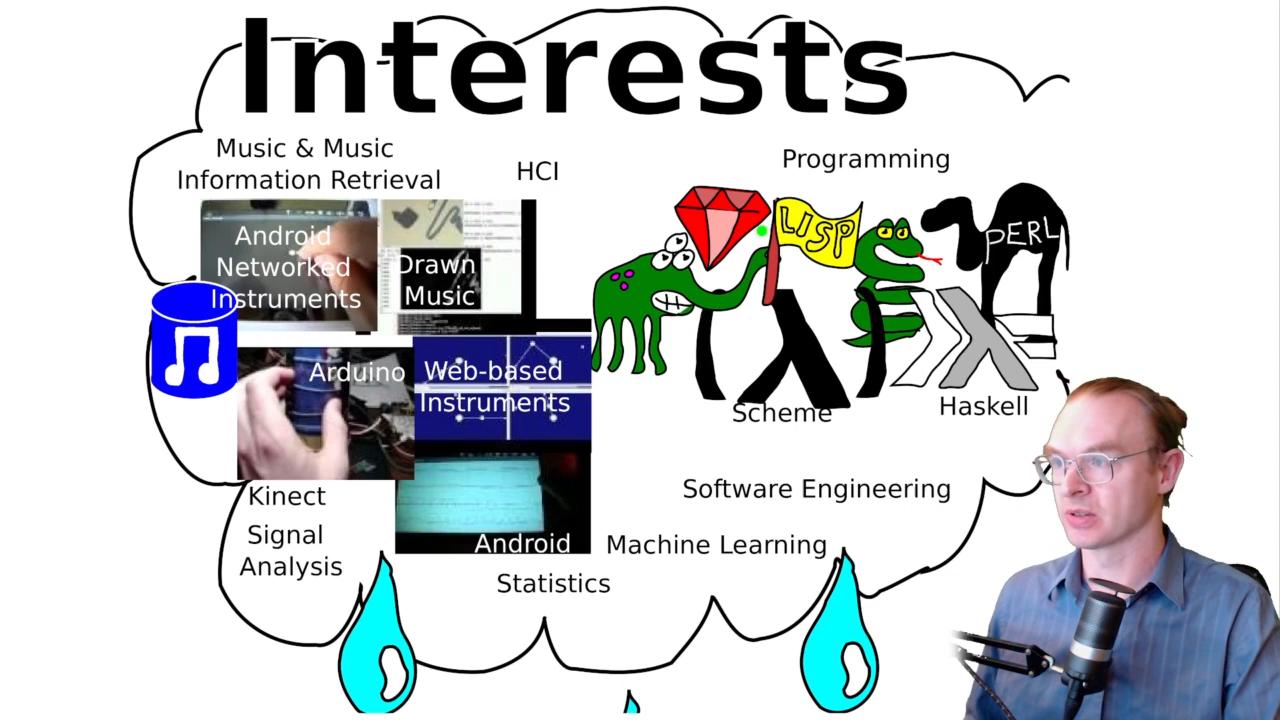 Interests
Music & Music
Information Retrieval
HCI
Programming
Android
Networked
Instruments
Drawn
Music
LISP
PERL
Arduino
Web-based
Instruments
Scheme
Haskell
Kinect
Signal
Analysis
Software Engineering
Android
Machine Learning
Statistics